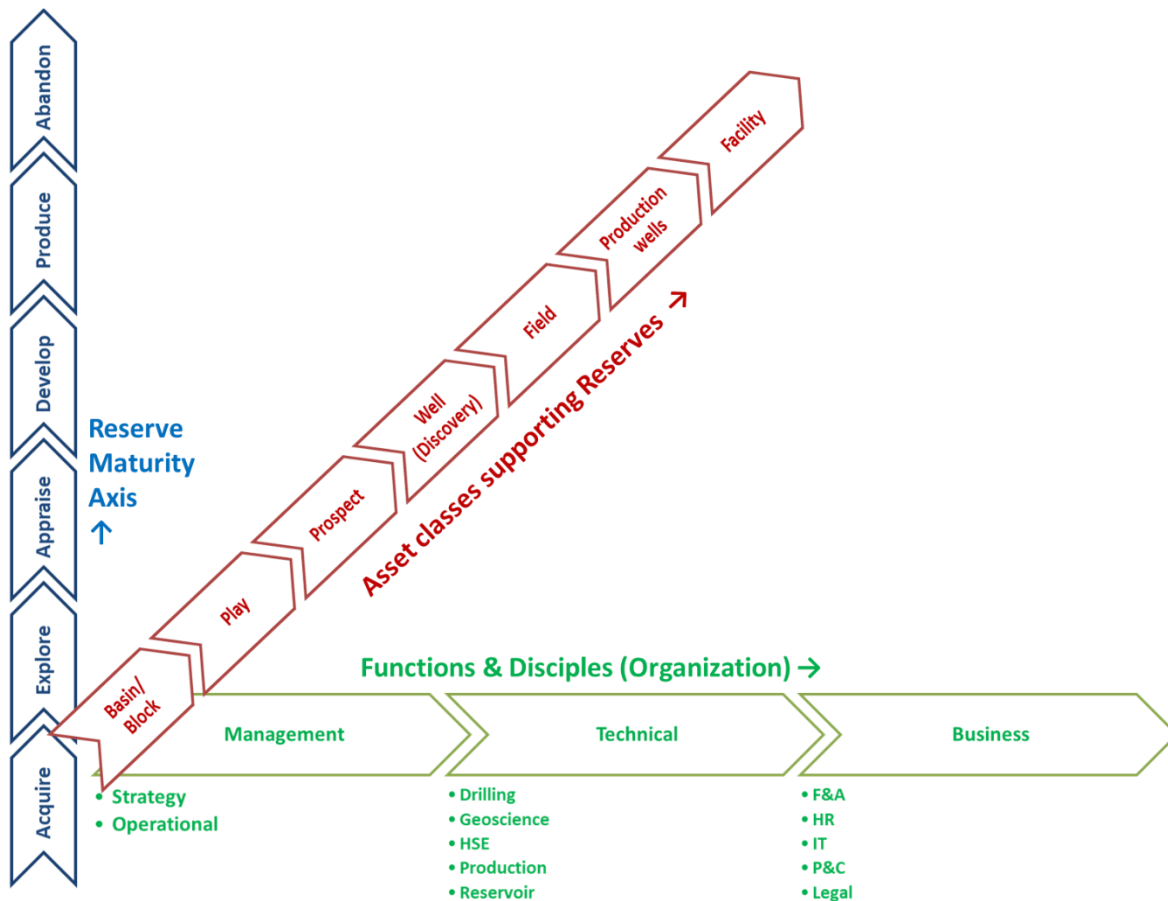 Abandon
Produce
Develop
Appraise
Explore
Acquire
Reserve
Maturity
Axis
↑
Facility
Production
wells
Field
Well
(Discovery)
Prospect
Play
Basin/
Block
Asset classes supporting Reserves →
Functions & Disciples (Organization) →
Management
Technical
Business
• Strategy
• Operational
• Drilling
• Geoscience
• HSE
• Production
• Reservoir
• F&A
• HR
• IT
• P&C
• Legal